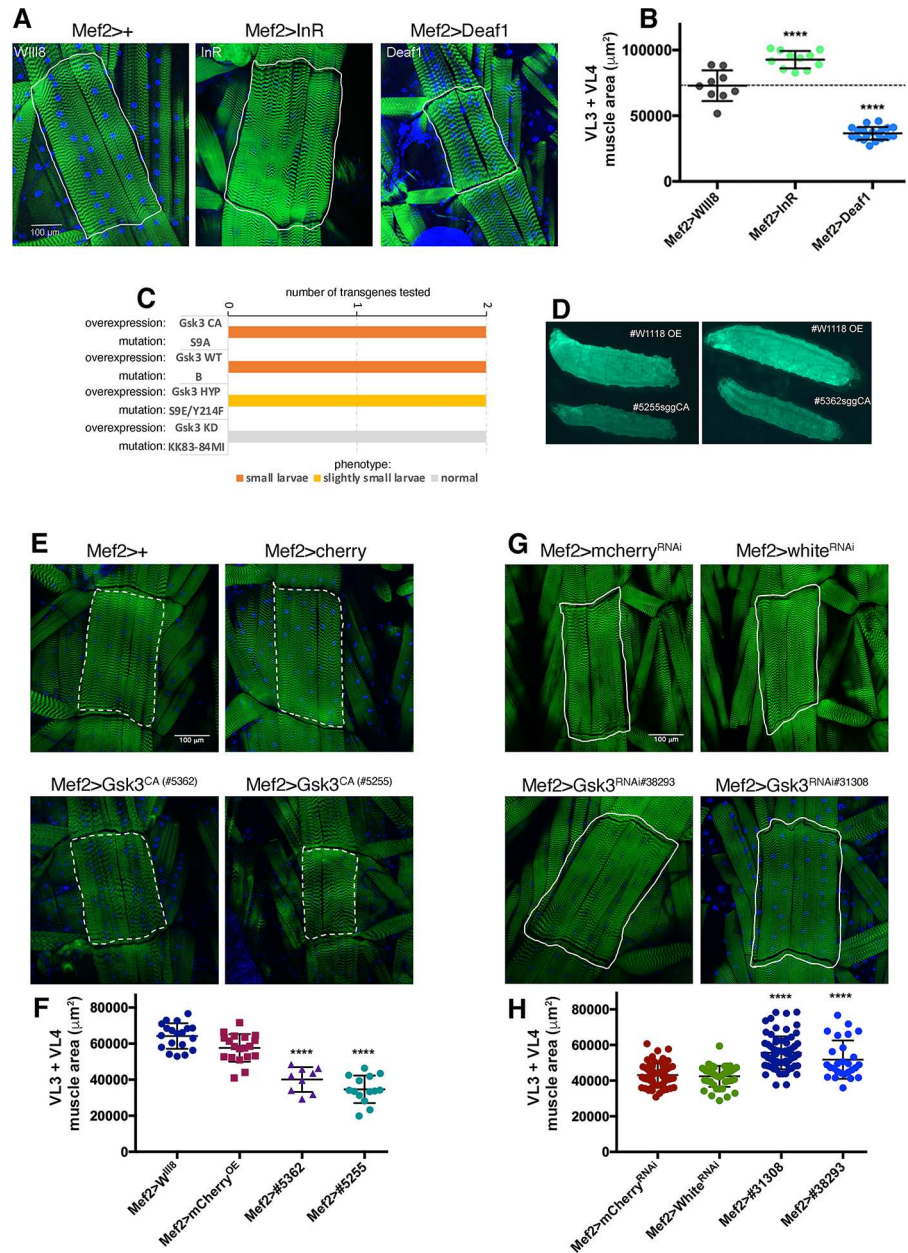 A
Mef2>+
Mef2>InR
Mef2>Deaf1
WIII8
InR
Deaf1
100 µm
B
VL3 + VL4
muscle area (µm²)
100000
50000
0
****
****
Mef2>WIII8
Mef2>InR
Mef2>Deaf1
C
number of transgenes tested
0
1
2
overexpression: Gsk3 CA
mutation: S9A
overexpression: Gsk3 WT
mutation: B
overexpression: Gsk3 HYP
mutation: S9E/Y214F
overexpression: Gsk3 KD
mutation: KK83-84MI
phenotype:
small larvae slightly small larvae normal
D
#W1118 OE
#5255sggCA
#W1118 OE
#5362sggCA
E
Mef2>+
Mef2>cherry
100 µm
Mef2>Gsk3CA (#5362)
Mef2>Gsk3CA (#5255)
F
VL3 + VL4
muscle area (µm²)
80000
60000
40000
20000
0
****
****
Mef2>WIII8
Mef2>mCherryOE
Mef2>#5362
Mef2>#5255
G
Mef2>mcherryRNAi
Mef2>whiteRNAi
100 µm
Mef2>Gsk3RNAi#38293
Mef2>Gsk3RNAi#31308
H
VL3 + VL4
muscle area (µm²)
80000
60000
40000
20000
0
****
****
Mef2>mCherryRNAi
Mef2>WhiteRNAi
Mef2>#31308
Mef2>#38293